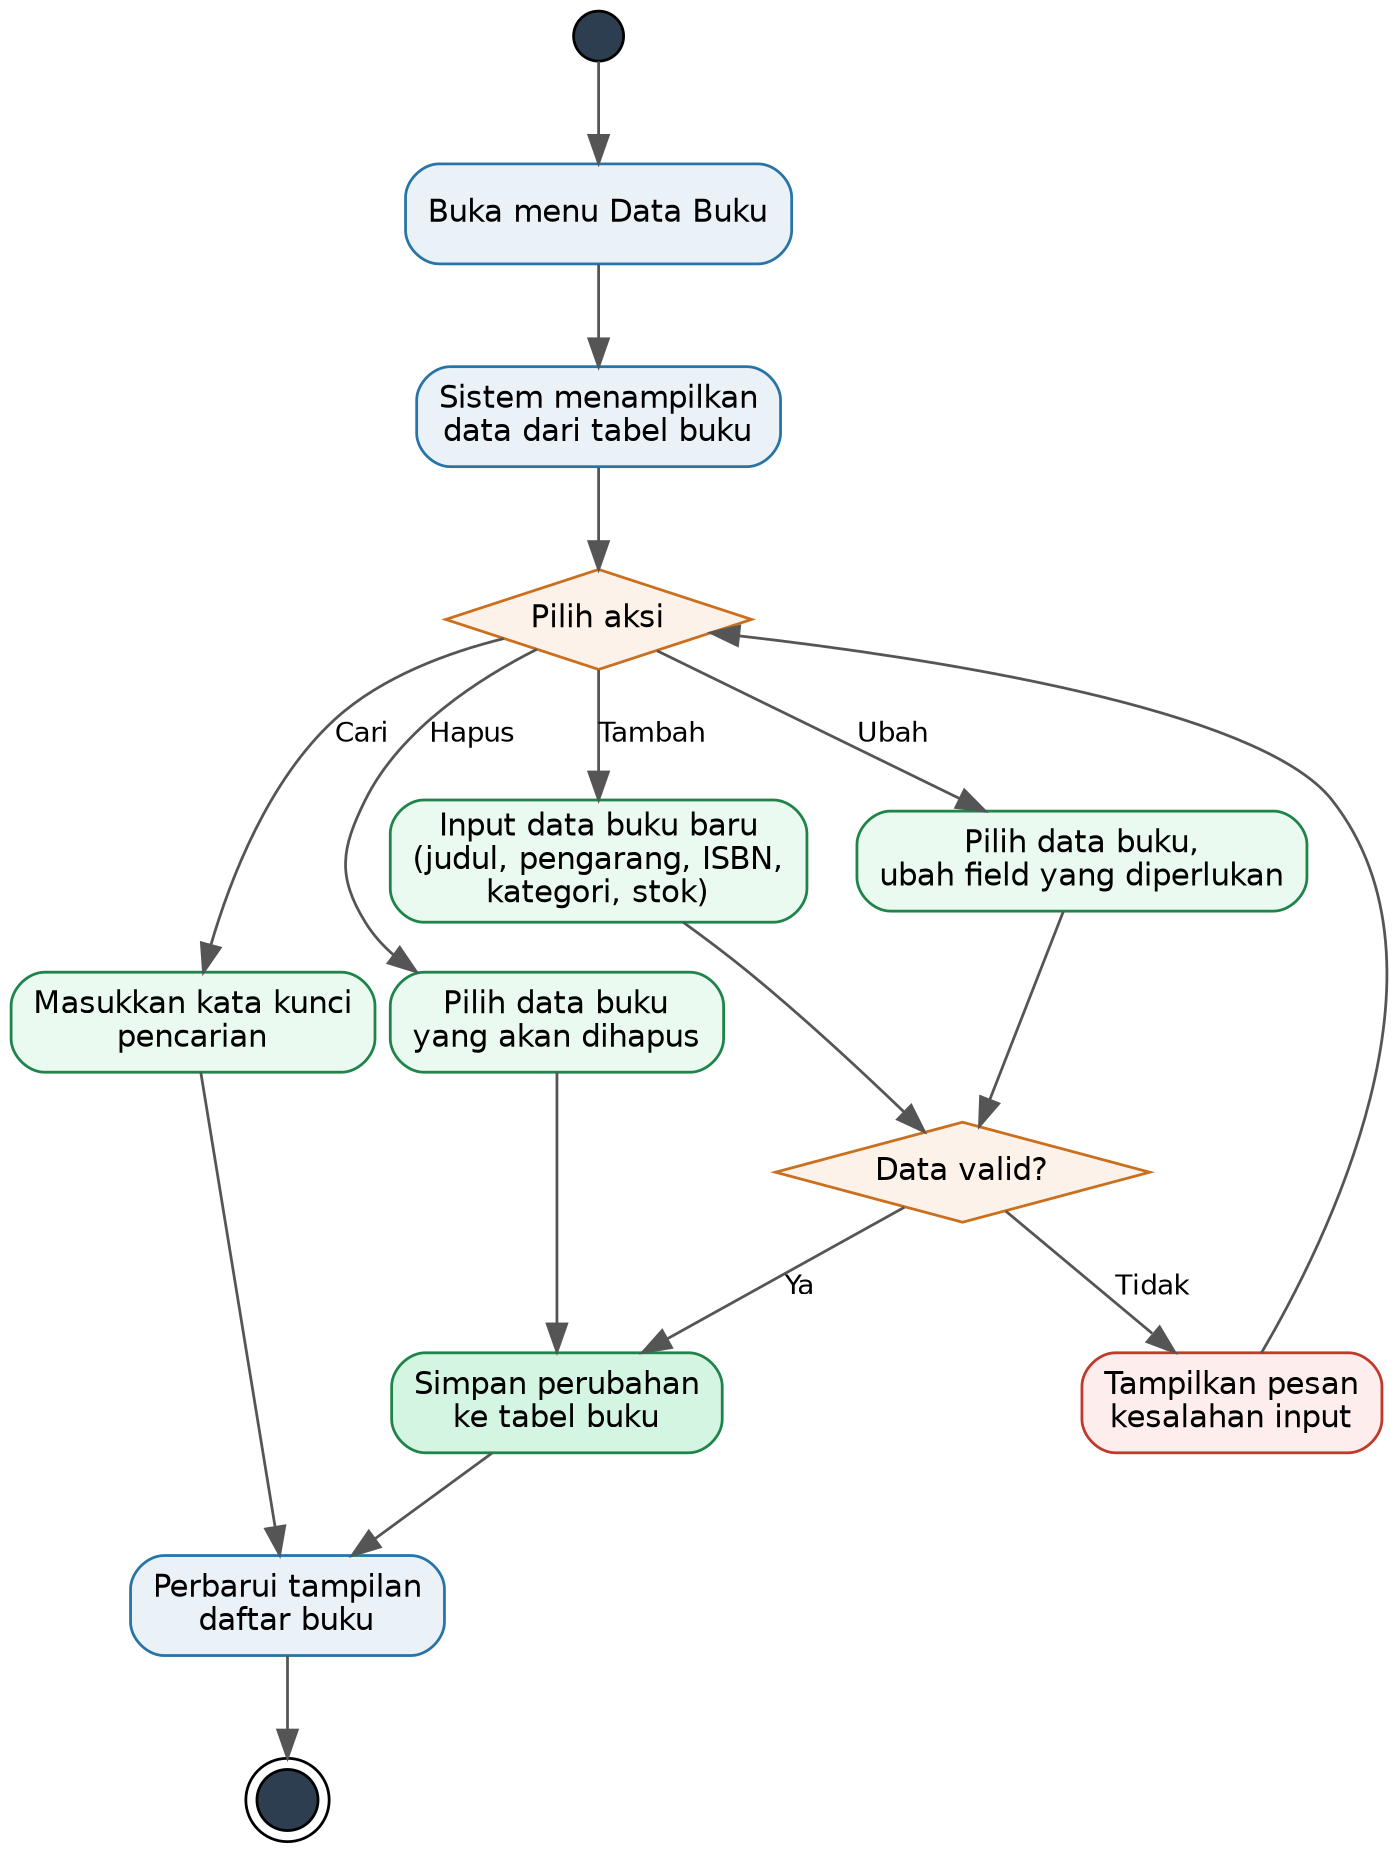 Buka menu Data Buku
Sistem menampilkan
data dari tabel buku
Pilih aksi
Cari
Hapus
Tambah
Ubah
Input data buku baru
(judul, pengarang, ISBN,
kategori, stok)
Pilih data buku,
ubah field yang diperlukan
Masukkan kata kunci
pencarian
Pilih data buku
yang akan dihapus
Data valid?
Ya
Tidak
Simpan perubahan
ke tabel buku
Tampilkan pesan
kesalahan input
Perbarui tampilan
daftar buku